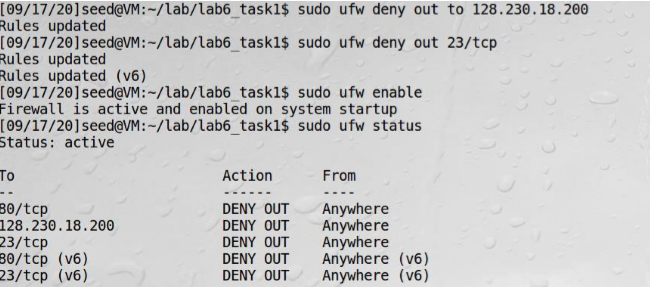 [09/17/20]seed@VM:~/lab/lab6_task1$ sudo ufw deny out to 128.230.18.200
Rules updated
[09/17/20]seed@VM:~/lab/lab6_task1$ sudo ufw deny out 23/tcp
Rules updated
Rules updated (v6)
[09/17/20]seed@VM:~/lab/lab6_task1$ sudo ufw enable
Firewall is active and enabled on system startup
[09/17/20]seed@VM:~/lab/lab6_task1$ sudo ufw status
Status: active
To Action From
-- ------ ----
80/tcp DENY OUT Anywhere
128.230.18.200 DENY OUT Anywhere
23/tcp DENY OUT Anywhere
80/tcp (v6) DENY OUT Anywhere (v6)
23/tcp (v6) DENY OUT Anywhere (v6)